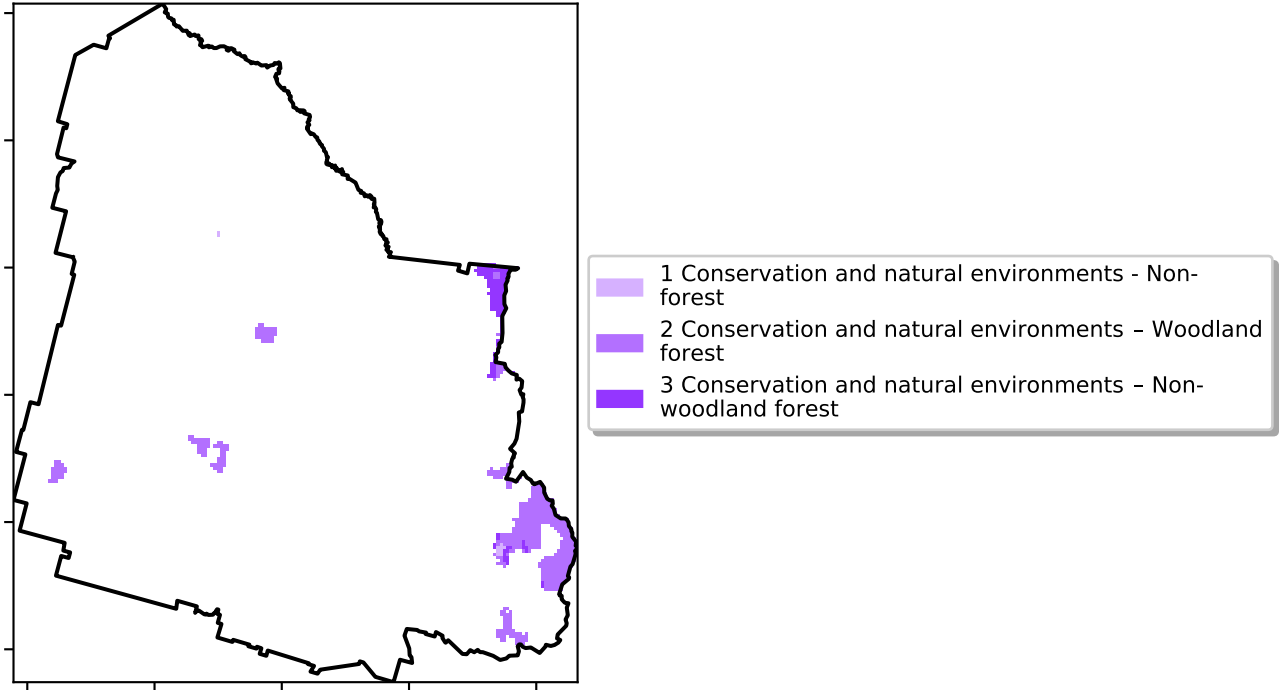 1 Conservation and natural environments - Non-
forest
2 Conservation and natural environments – Woodland
forest
3 Conservation and natural environments – Non-
woodland forest